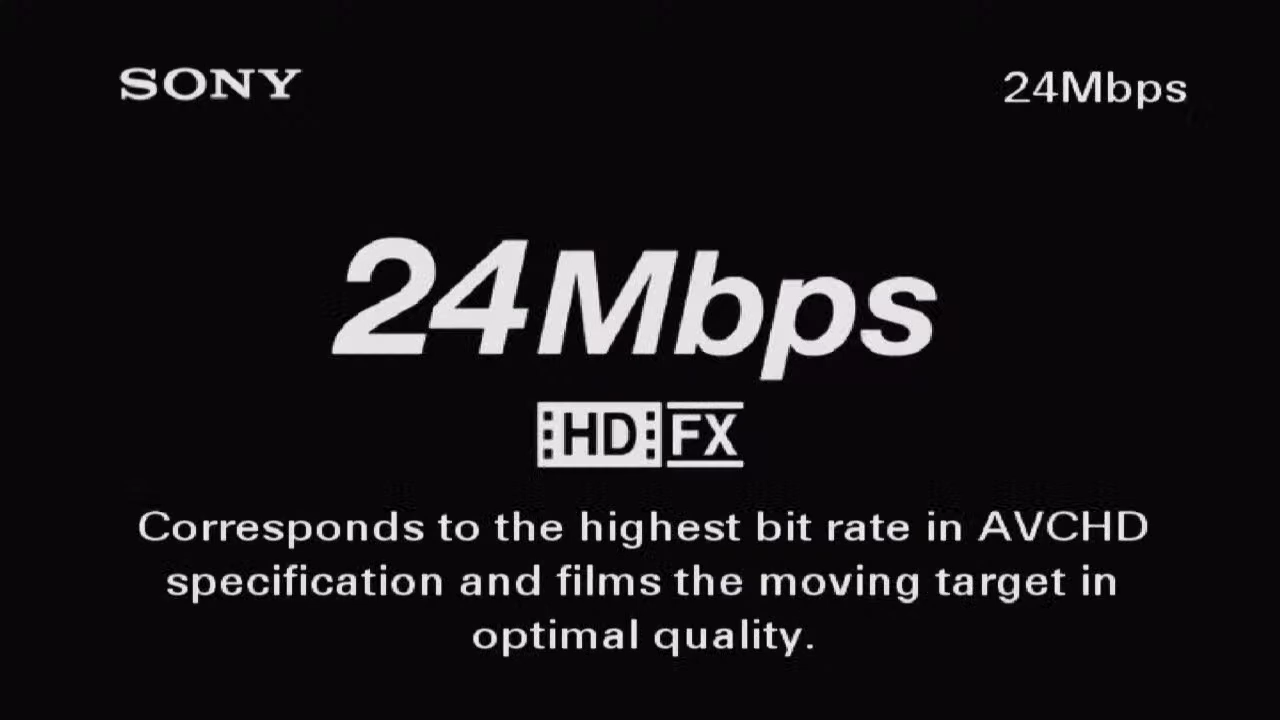 SONY
24Mbps
24Mbps
HD FX
Corresponds to the highest bit rate in AVCHD
specification and films the moving target in
optimal quality.